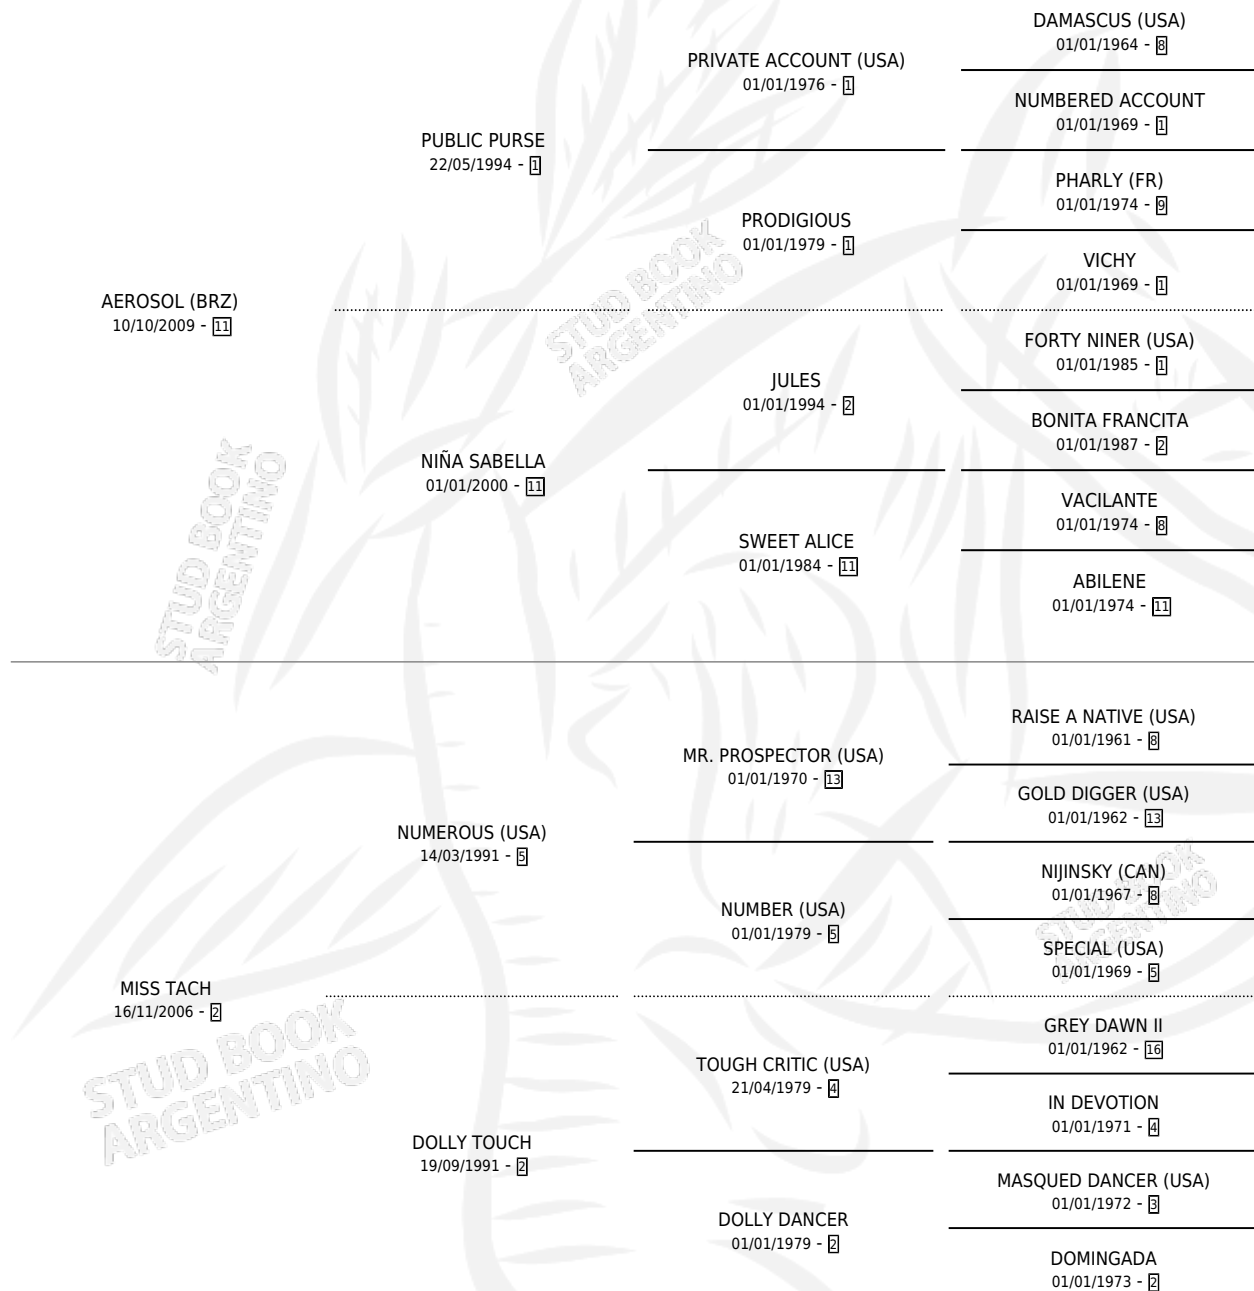 DAMASCUS (USA)
01/01/1964 - 8
PRIVATE ACCOUNT (USA)
01/01/1976 - 1
NUMBERED ACCOUNT
01/01/1969 - 1
PUBLIC PURSE
22/05/1994 - 1
PHARLY (FR)
01/01/1974 - 9
PRODIGIOUS
01/01/1979 - 1
VICHY
01/01/1969 - 1
AEROSOL (BRZ)
10/10/2009 - 11
FORTY NINER (USA)
01/01/1985 - 1
JULES
01/01/1994 - 2
BONITA FRANCITA
01/01/1987 - 2
NIÑA SABELLA
01/01/2000 - 11
VACILANTE
01/01/1974 - 8
SWEET ALICE
01/01/1984 - 11
ABILENE
01/01/1974 - 11
STUD BOOK
ARGENTINO
STUD BOOK
ARGENTINO
RAISE A NATIVE (USA)
01/01/1961 - 8
MR. PROSPECTOR (USA)
01/01/1970 - 13
GOLD DIGGER (USA)
01/01/1962 - 13
NUMEROUS (USA)
14/03/1991 - 5
NIJINSKY (CAN)
01/01/1967 - 8
NUMBER (USA)
01/01/1979 - 5
SPECIAL (USA)
01/01/1969 - 5
STUD BOOK
ARGENTINO
MISS TACH
16/11/2006 - 2
GREY DAWN II
01/01/1962 - 16
TOUGH CRITIC (USA)
21/04/1979 - 4
IN DEVOTION
01/01/1971 - 4
DOLLY TOUCH
19/09/1991 - 2
MASQUED DANCER (USA)
01/01/1972 - 3
DOLLY DANCER
01/01/1979 - 2
DOMINGADA
01/01/1973 - 2
STUD BOOK
ARGENTINO